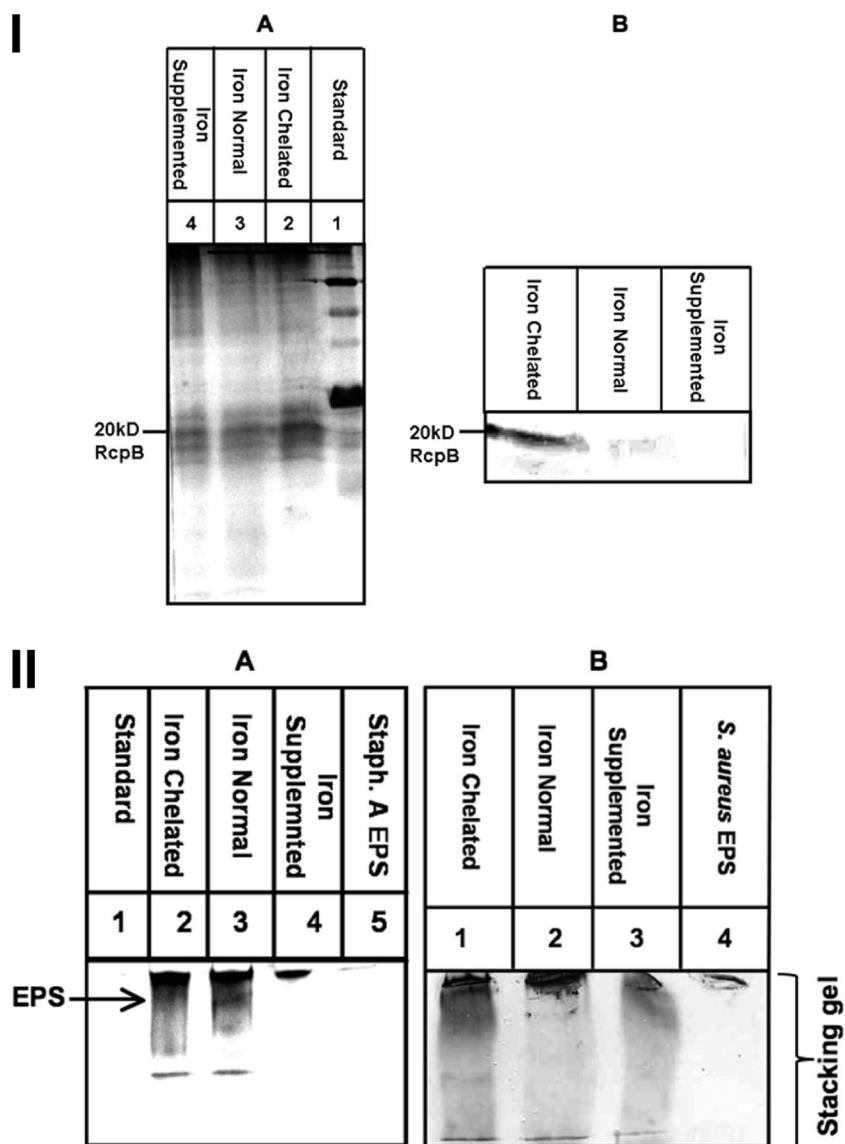 I
A
Iron
Supplemented
Iron Normal
Iron Chelated
Standard
4
3
2
1
20kD
RcpB
B
Iron Chelated
Iron Normal
Iron
Supplemented
20kD
RcpB
II
A
Standard
Iron Chelated
Iron Normal
Iron
Supplemnted
Staph. A EPS
1
2
3
4
5
EPS
B
Iron Chelated
Iron Normal
Iron
Supplemented
S. aureus EPS
1
2
3
4
Stacking gel